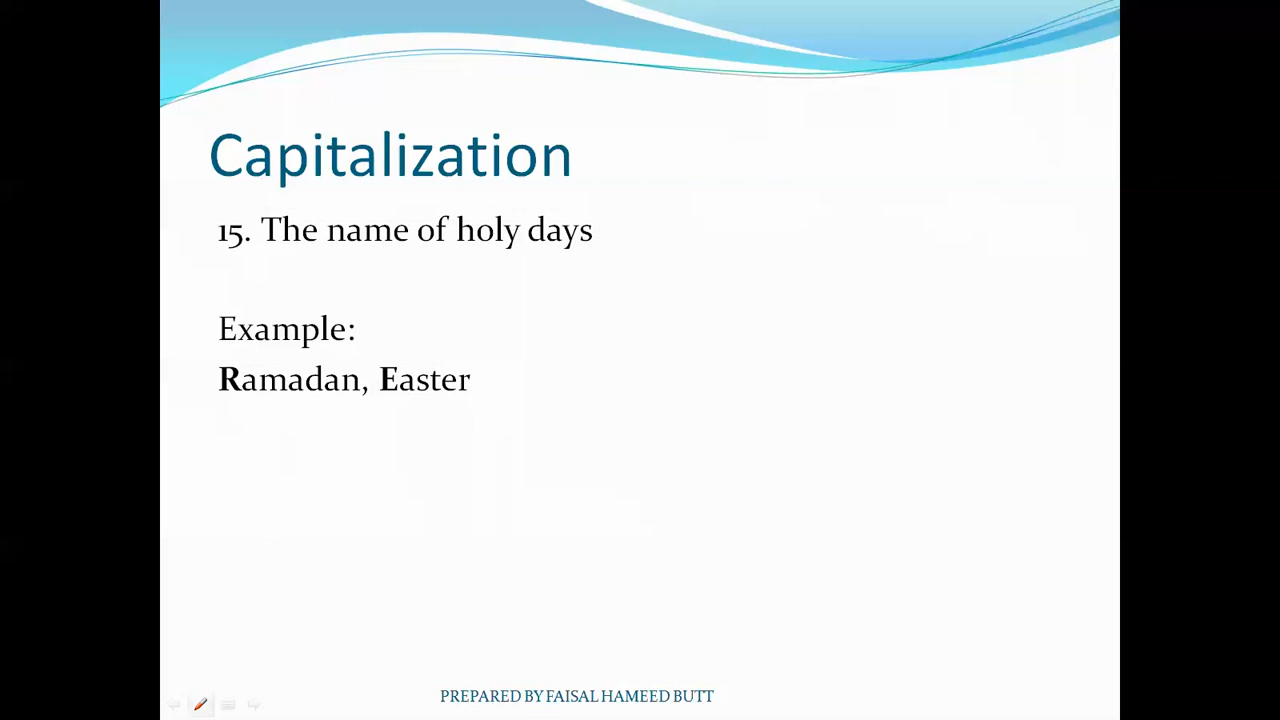 Capitalization
15. The name of holy days
Example:
Ramadan, Easter
PREPARED BY FAISAL HAMEED BUTT